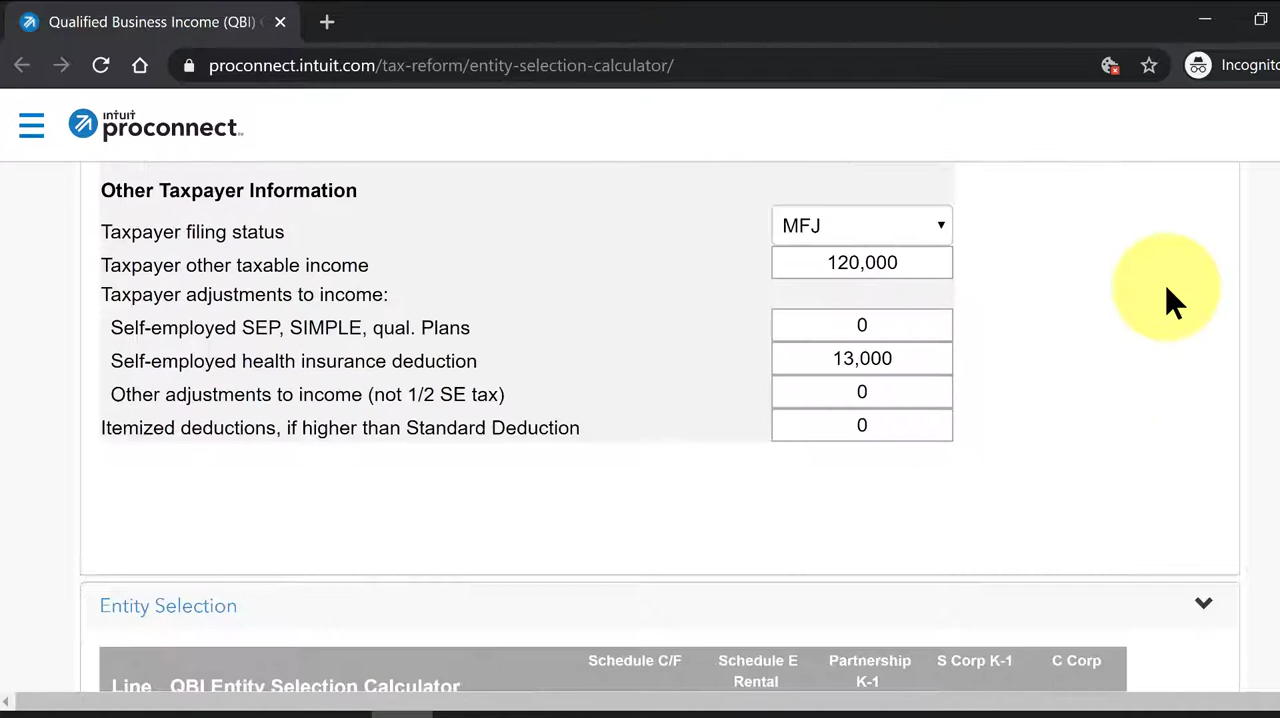 Qualified Business Income (QBI)
proconnect.intuit.com/tax-reform/entity-selection-calculator/
Incognito
intuit
proconnect
Other Taxpayer Information
Taxpayer filing status MFJ
Taxpayer other taxable income 120,000
Taxpayer adjustments to income:
Self-employed SEP, SIMPLE, qual. Plans 0
Self-employed health insurance deduction 13,000
Other adjustments to income (not 1/2 SE tax) 0
Itemized deductions, if higher than Standard Deduction 0
Entity Selection
Line QBI Entity Selection Calculator Schedule C/F Schedule E Rental Partnership K-1 S Corp K-1 C Corp